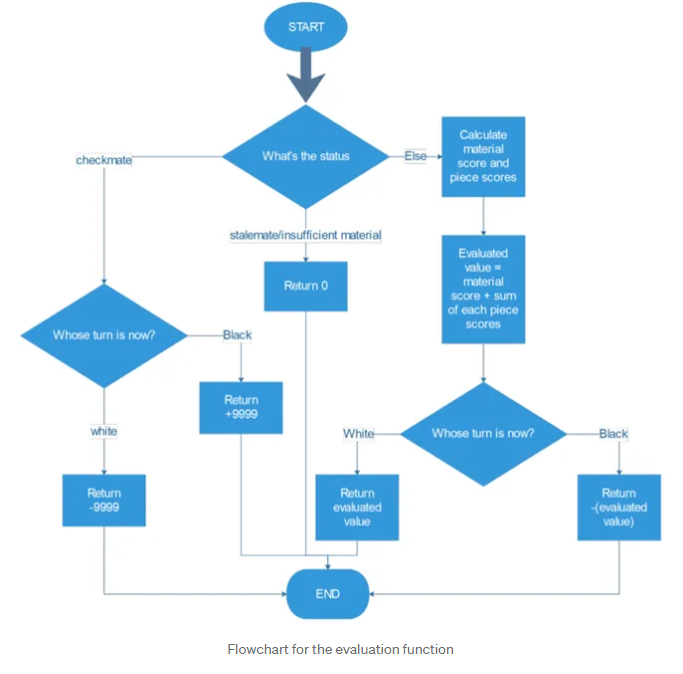 START
What's the status
checkmate
Else
Calculate
material
score and
piece scores
stalemate/insufficient material
Return 0
Evaluated
value =
material
score + sum
of each piece
scores
Whose turn is now?
Black
Return
+9999
white
Return
-9999
Whose turn is now?
White
Black
Return
evaluated
value
Return
-(evaluated
value)
END
Flowchart for the evaluation function